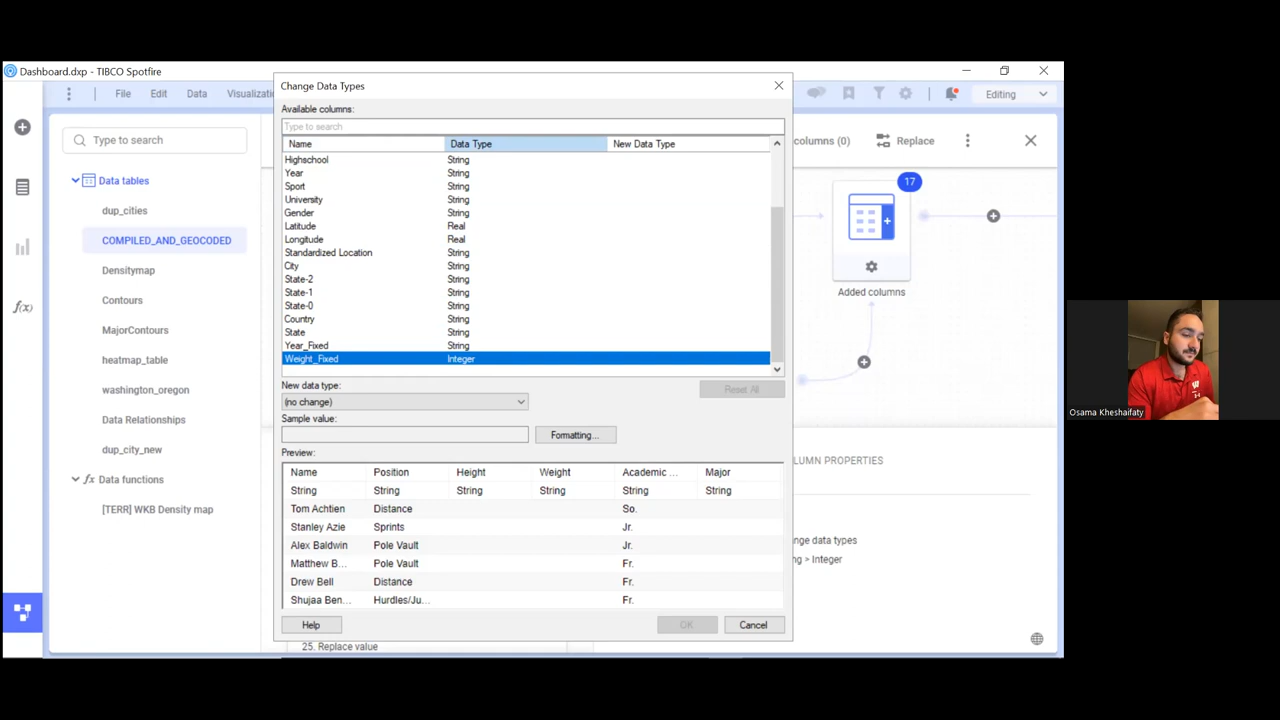 Dashboard.dxp - TIBCO Spotfire
File Edit Data Visualizati
Editing
Type to search
Data tables
dup_cities
COMPILED_AND_GEOCODED
Densitymap
Contours
MajorContours
heatmap_table
washington_oregon
Data Relationships
dup_city_new
fx Data functions
[TERR] WKB Density map
f(x)
Change Data Types
Available columns:
Type to search
Name Data Type New Data Type
Highschool String
Year String
Sport String
University String
Gender String
Latitude Real
Longitude Real
Standardized Location String
City String
State-2 String
State-1 String
State-0 String
Country String
State String
Year_Fixed String
Weight_Fixed Integer
New data type:
Reset All
(no change)
Sample value:
Formatting...
Preview:
Name Position Height Weight Academic ... Major
String String String String String String
Tom Achtien Distance So.
Stanley Azie Sprints Jr.
Alex Baldwin Pole Vault Jr.
Matthew B... Pole Vault Fr.
Drew Bell Distance Fr.
Shujaa Ben... Hurdles/Ju... Fr.
Help OK Cancel
25. Replace value
columns (0) Replace
17
Added columns
LUMN PROPERTIES
nge data types
ng > Integer
Osama Kheshaifaty
W